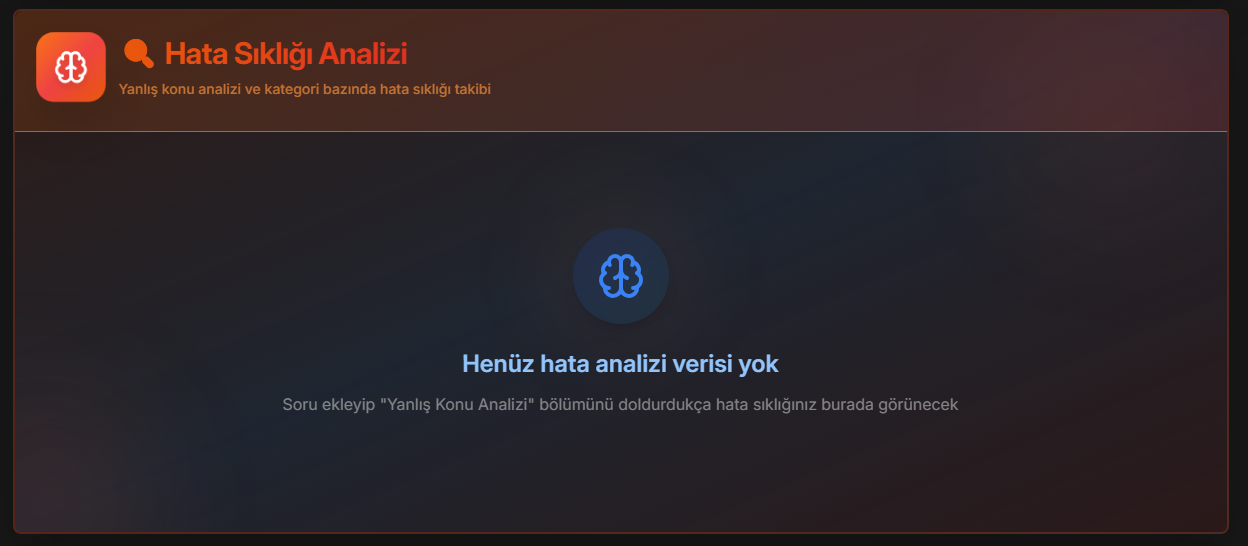 Hata Sıklığı Analizi
Yanlış konu analizi ve kategori bazında hata sıklığı takibi
Henüz hata analizi verisi yok
Soru ekleyip "Yanlış Konu Analizi" bölümünü doldurdukça hata sıklığınız burada görünecek